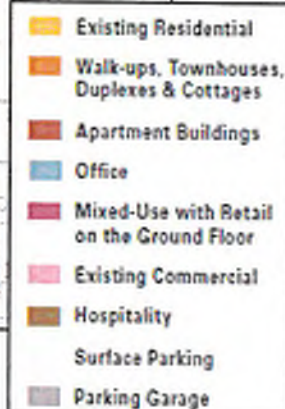 Existing Residential
Walk-ups, Townhouses,
Duplexes & Cottages
Apartment Buildings
Office
Mixed-Use with Retail
on the Ground Floor
Existing Commercial
Hospitality
Surface Parking
Parking Garage